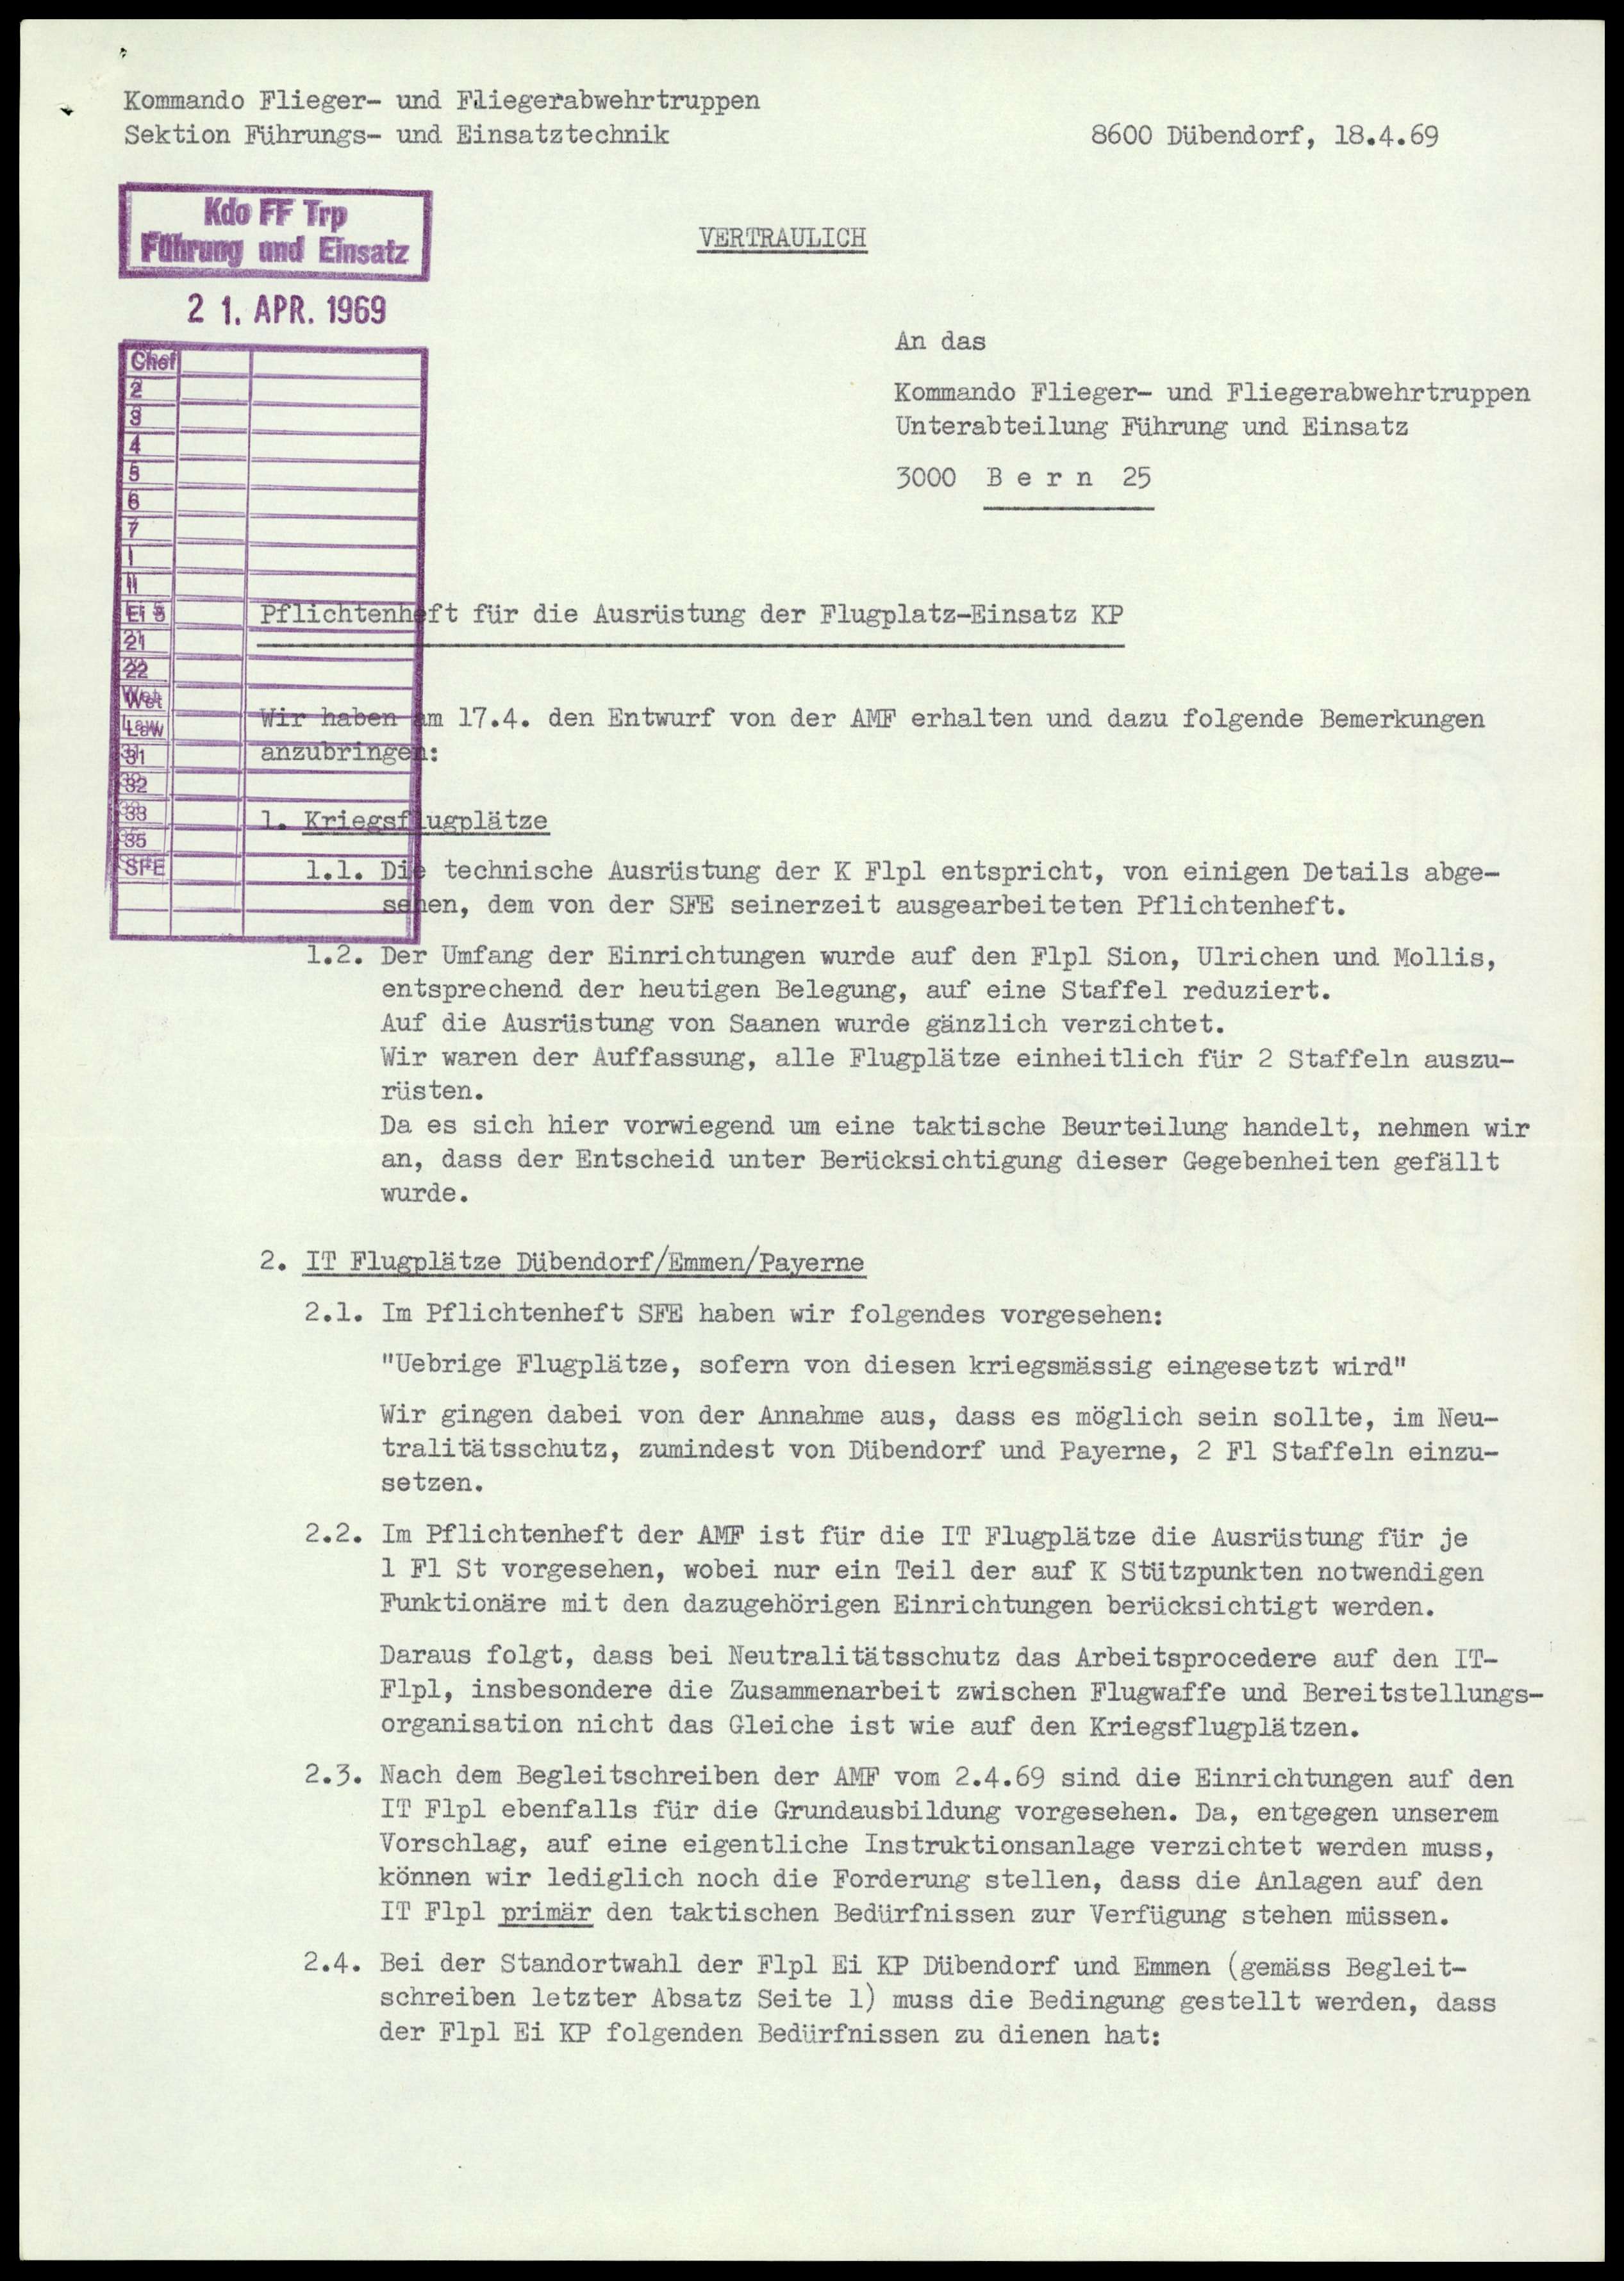 Kommando Flieger- und Fliegerabwehrtruppen
Sektion Führungs- und Einsatztechnik
8600 Dübendorf, 18.4.69
Kdo FF Trp
Führung und Einsatz
VERTRAULICH
2 1. APR. 1969
An das
Kommando Flieger- und Fliegerabwehrtruppen
Unterabteilung Führung und Einsatz
3000 B e r n 25
Chef
2
3
4
5
6
7
I
II
Ei 5
21
22
Wet
Law
31
32
33
35
SFE
Pflichtenheft für die Ausrüstung der Flugplatz-Einsatz KP
Wir haben am 17.4. den Entwurf von der AMF erhalten und dazu folgende Bemerkungen
anzubringen:
1. Kriegsflugplätze
1.1. Die technische Ausrüstung der K Flpl entspricht, von einigen Details abge-
sehen, dem von der SFE seinerzeit ausgearbeiteten Pflichtenheft.
1.2. Der Umfang der Einrichtungen wurde auf den Flpl Sion, Ulrichen und Mollis,
entsprechend der heutigen Belegung, auf eine Staffel reduziert.
Auf die Ausrüstung von Saanen wurde gänzlich verzichtet.
Wir waren der Auffassung, alle Flugplätze einheitlich für 2 Staffeln auszu-
rüsten.
Da es sich hier vorwiegend um eine taktische Beurteilung handelt, nehmen wir
an, dass der Entscheid unter Berücksichtigung dieser Gegebenheiten gefällt
wurde.
2. IT Flugplätze Dübendorf/Emmen/Payerne
2.1. Im Pflichtenheft SFE haben wir folgendes vorgesehen:
"Uebrige Flugplätze, sofern von diesen kriegsmässig eingesetzt wird"
Wir gingen dabei von der Annahme aus, dass es möglich sein sollte, im Neu-
tralitätsschutz, zumindest von Dübendorf und Payerne, 2 Fl Staffeln einzu-
setzen.
2.2. Im Pflichtenheft der AMF ist für die IT Flugplätze die Ausrüstung für je
1 Fl St vorgesehen, wobei nur ein Teil der auf K Stützpunkten notwendigen
Funktionäre mit den dazugehörigen Einrichtungen berücksichtigt werden.
Daraus folgt, dass bei Neutralitätsschutz das Arbeitsprocedere auf den IT-
Flpl, insbesondere die Zusammenarbeit zwischen Flugwaffe und Bereitstellungs-
organisation nicht das Gleiche ist wie auf den Kriegsflugplätzen.
2.3. Nach dem Begleitschreiben der AMF vom 2.4.69 sind die Einrichtungen auf den
IT Flpl ebenfalls für die Grundausbildung vorgesehen. Da, entgegen unserem
Vorschlag, auf eine eigentliche Instruktionsanlage verzichtet werden muss,
können wir lediglich noch die Forderung stellen, dass die Anlagen auf den
IT Flpl primär den taktischen Bedürfnissen zur Verfügung stehen müssen.
2.4. Bei der Standortwahl der Flpl Ei KP Dübendorf und Emmen (gemäss Begleit-
schreiben letzter Absatz Seite 1) muss die Bedingung gestellt werden, dass
der Flpl Ei KP folgenden Bedürfnissen zu dienen hat: